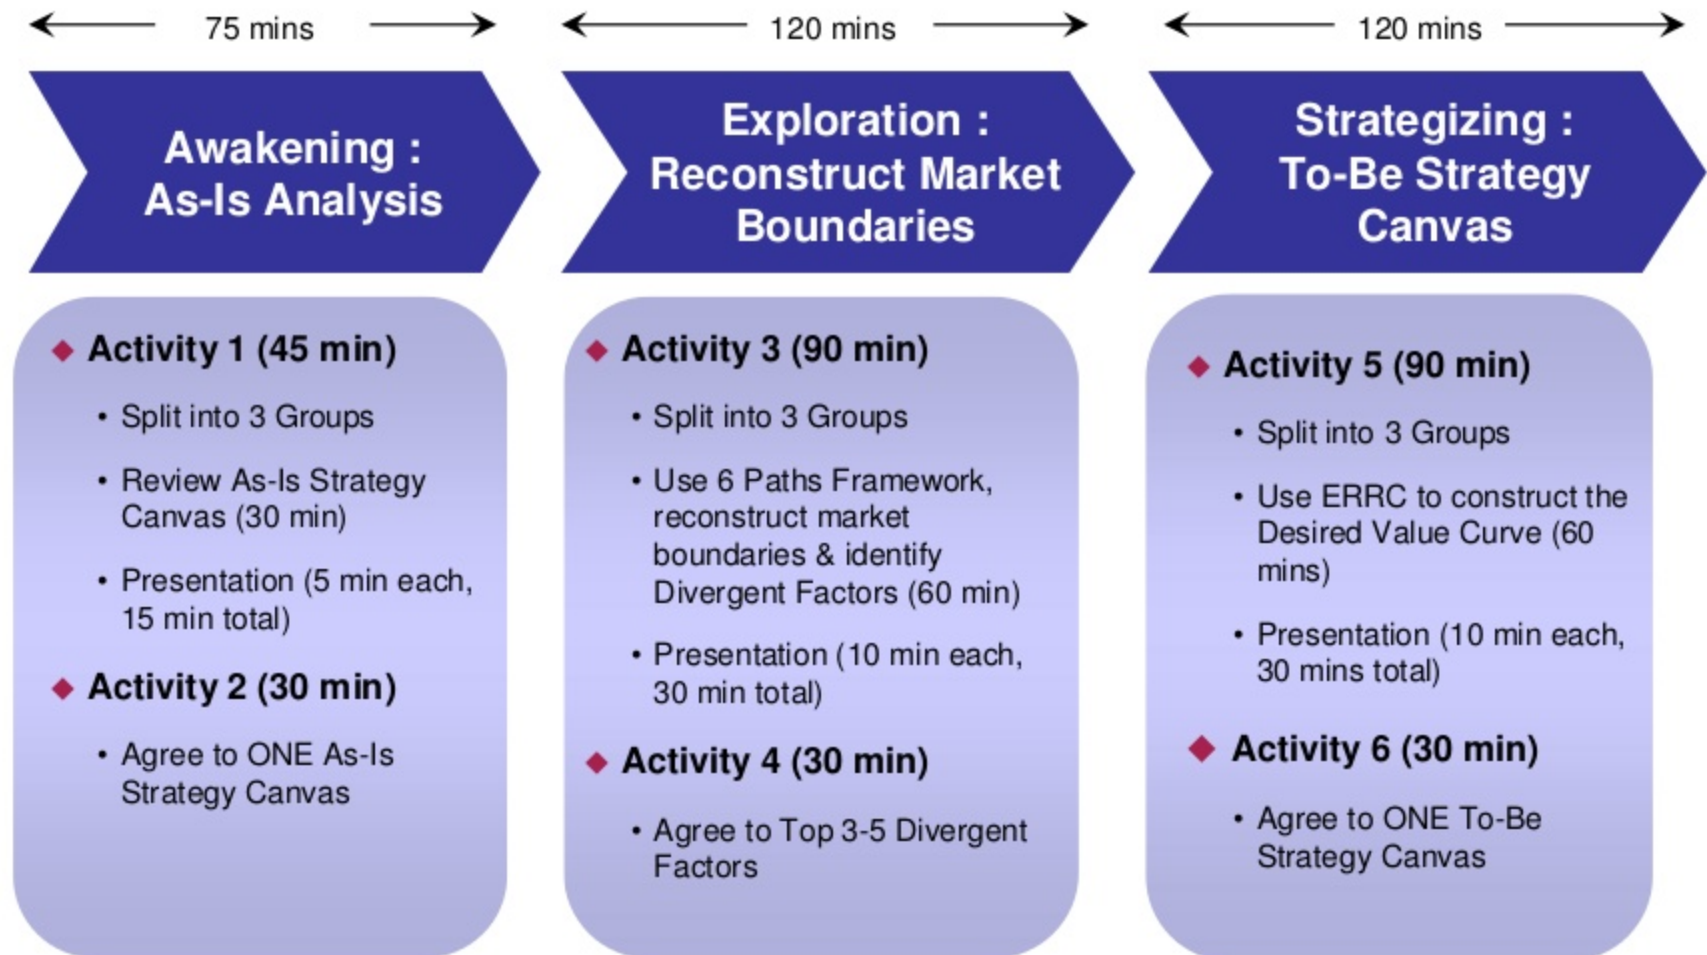 75 mins
120 mins
120 mins
Awakening :
As-Is Analysis
Exploration :
Reconstruct Market
Boundaries
Strategizing :
To-Be Strategy
Canvas
Activity 1 (45 min)
• Split into 3 Groups
• Review As-Is Strategy
Canvas (30 min)
• Presentation (5 min each,
15 min total)
Activity 2 (30 min)
• Agree to ONE As-Is
Strategy Canvas
Activity 3 (90 min)
• Split into 3 Groups
• Use 6 Paths Framework,
reconstruct market
boundaries & identify
Divergent Factors (60 min)
• Presentation (10 min each,
30 min total)
Activity 4 (30 min)
• Agree to Top 3-5 Divergent
Factors
Activity 5 (90 min)
• Split into 3 Groups
• Use ERRC to construct the
Desired Value Curve (60
mins)
• Presentation (10 min each,
30 mins total)
Activity 6 (30 min)
• Agree to ONE To-Be
Strategy Canvas